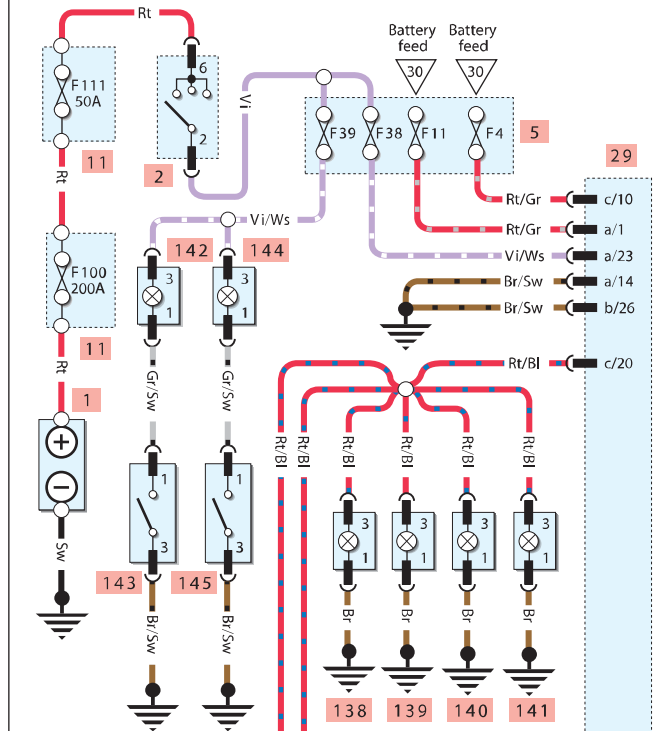 Rt
Battery
feed
Battery
feed
30
30
F111
50A
6
2
Vi
F39
F38
F11
F4
5
11
2
29
Rt
Rt/Gr
c/10
Rt/Gr
a/1
Vi/Ws
Vi/Ws
a/23
142
144
F100
200A
3
1
3
1
Br/Sw
a/14
Br/Sw
b/26
11
Rt
Rt/Bl
c/20
1
Gr/Sw
Gr/Sw
+
−
Rt/Bl
Rt/Bl
Rt/Bl
Rt/Bl
Rt/Bl
Rt/Bl
1
3
1
3
Sw
3
1
3
1
3
1
3
1
143
145
Br/Sw
Br/Sw
Br
Br
Br
Br
138
139
140
141